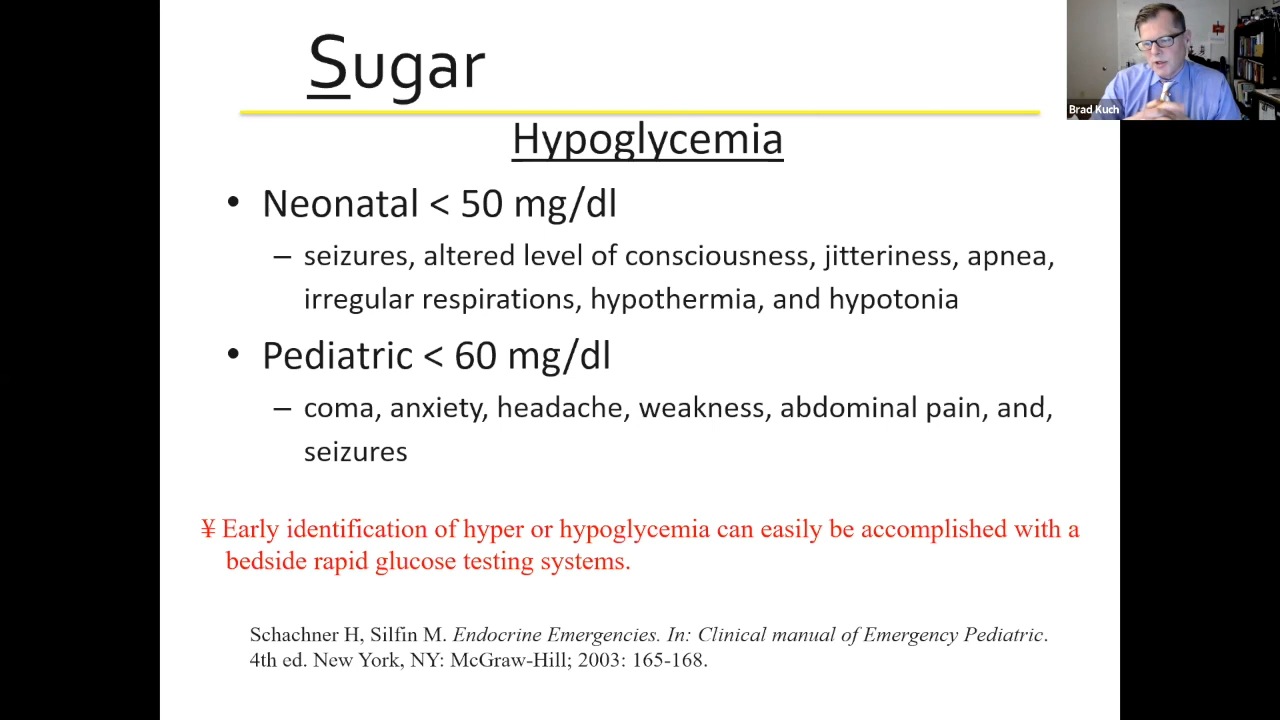 Sugar
Brad Kuch
Hypoglycemia
• Neonatal < 50 mg/dl
– seizures, altered level of consciousness, jitteriness, apnea,
irregular respirations, hypothermia, and hypotonia
• Pediatric < 60 mg/dl
– coma, anxiety, headache, weakness, abdominal pain, and,
seizures
¥ Early identification of hyper or hypoglycemia can easily be accomplished with a
bedside rapid glucose testing systems.
Schachner H, Silfin M. Endocrine Emergencies. In: Clinical manual of Emergency Pediatric.
4th ed. New York, NY: McGraw-Hill; 2003: 165-168.